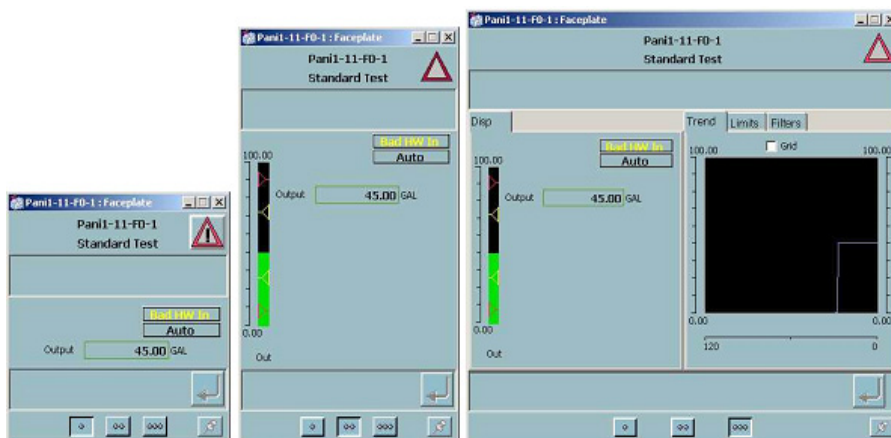 Pani1-11-F0-1 : Faceplate
Pani1-11-F0-1
Standard Test
Bad HW In
Auto
Output 45.00 GAL
Pani1-11-F0-1 : Faceplate
Pani1-11-F0-1
Standard Test
Bad HW In
100.00 Auto
Output 45.00 GAL
0.00
Out
Pani1-11-F0-1 : Faceplate
Pani1-11-F0-1
Standard Test
Disp
Bad HW In
100.00 Auto
Output 45.00 GAL
0.00
Out
Trend Limits Filters
Grid
100.00 100.00
0.00 0.00
120 0